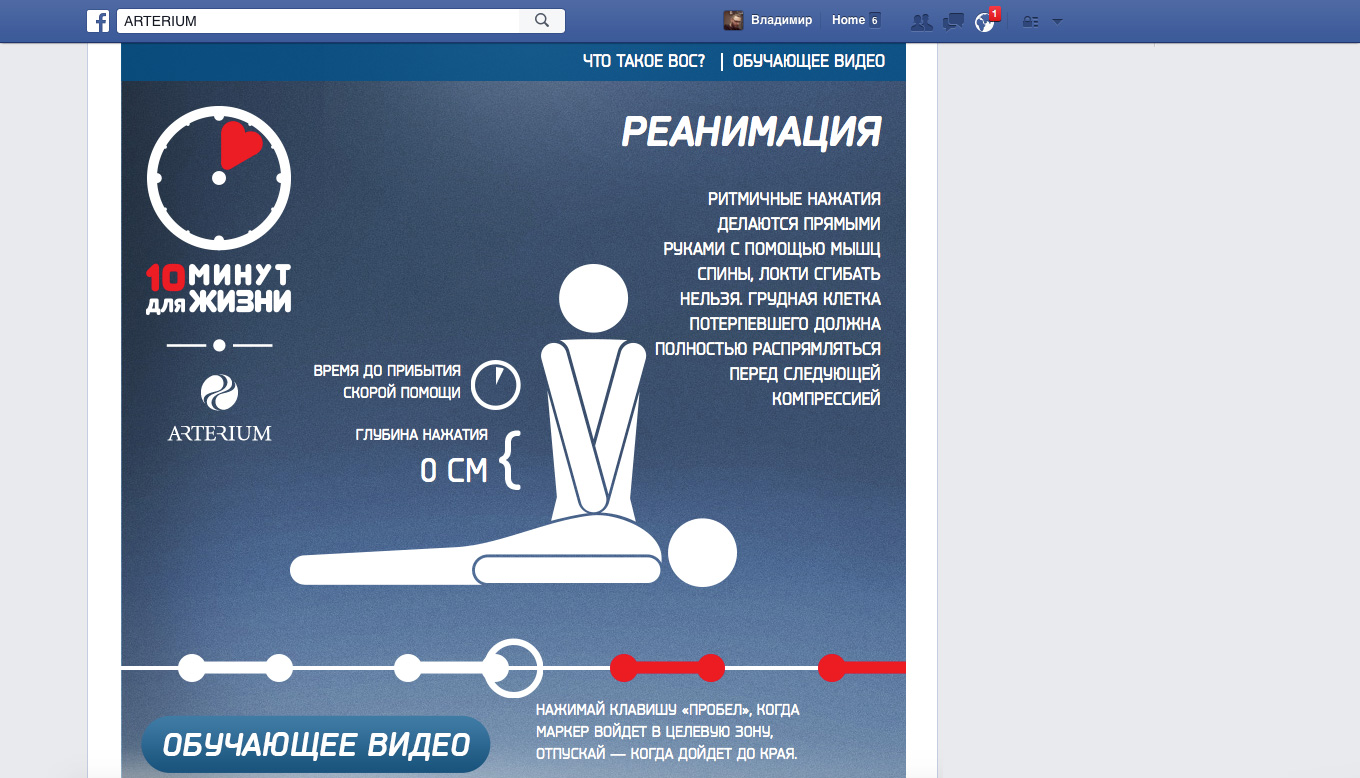 ARTERIUM
Владимир
Home 6
1
ЧТО ТАКОЕ ВОС? | ОБУЧАЮЩЕЕ ВИДЕО
10 МИНУТ
ДЛЯ ЖИЗНИ
ARTERIUM
РЕАНИМАЦИЯ
РИТМИЧНЫЕ НАЖАТИЯ
ДЕЛАЮТСЯ ПРЯМЫМИ
РУКАМИ С ПОМОЩЬЮ МЫШЦ
СПИНЫ, ЛОКТИ СГИБАТЬ
НЕЛЬЗЯ. ГРУДНАЯ КЛЕТКА
ПОТЕРПЕВШЕГО ДОЛЖНА
ПОЛНОСТЬЮ РАСПРЯМЛЯТЬСЯ
ПЕРЕД СЛЕДУЮЩЕЙ
КОМПРЕССИЕЙ
ВРЕМЯ ДО ПРИБЫТИЯ
СКОРОЙ ПОМОЩИ
ГЛУБИНА НАЖАТИЯ
0 СМ
НАЖИМАЙ КЛАВИШУ «ПРОБЕЛ», КОГДА
МАРКЕР ВОЙДЕТ В ЦЕЛЕВУЮ ЗОНУ,
ОТПУСКАЙ — КОГДА ДОЙДЕТ ДО КРАЯ.
ОБУЧАЮЩЕЕ ВИДЕО